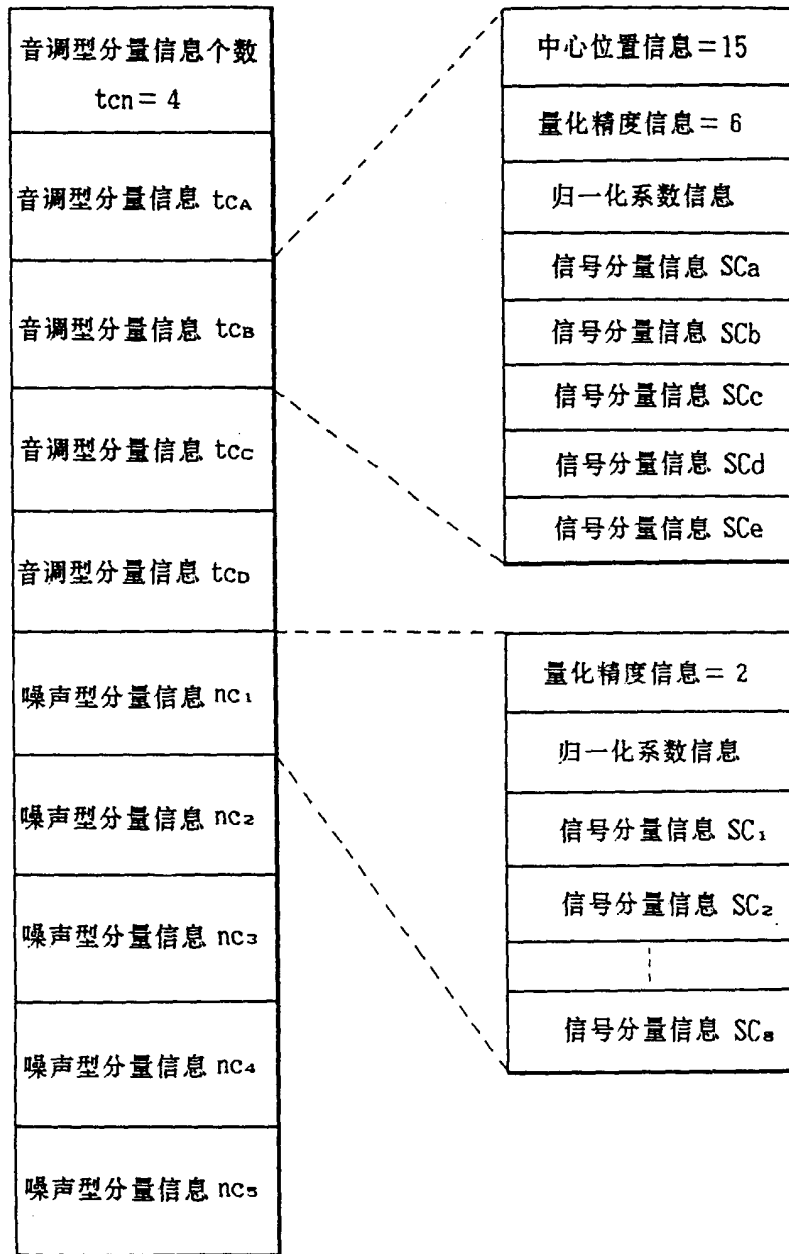 音调型分量信息个数
tcn = 4
音调型分量信息 tcA
音调型分量信息 tcB
音调型分量信息 tcC
音调型分量信息 tcD
噪声型分量信息 nc₁
噪声型分量信息 nc₂
噪声型分量信息 nc₃
噪声型分量信息 nc₄
噪声型分量信息 nc₅
中心位置信息=15
量化精度信息= 6
归一化系数信息
信号分量信息 SCa
信号分量信息 SCb
信号分量信息 SCc
信号分量信息 SCd
信号分量信息 SCe
量化精度信息= 2
归一化系数信息
信号分量信息 SC₁
信号分量信息 SC₂
信号分量信息 SC₈